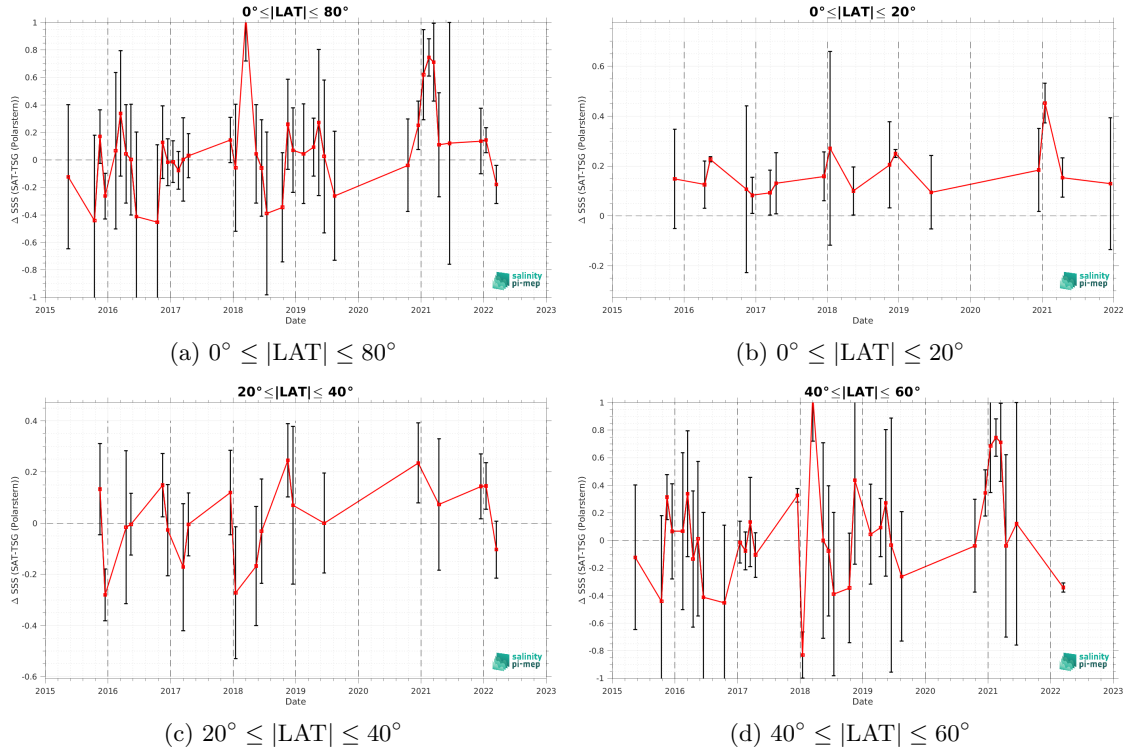 0°≤|LAT|≤ 80°
Δ SSS (SAT-TSG (Polarstern))
1
0.8
0.6
0.4
0.2
0
-0.2
-0.4
-0.6
-0.8
-1
2015 2016 2017 2018 2019 2020 2021 2022 2023
Date
salinity
pi-mep
(a) 0° ≤ |LAT| ≤ 80°
0°≤|LAT|≤ 20°
Δ SSS (SAT-TSG (Polarstern))
0.6
0.4
0.2
0
-0.2
2016 2017 2018 2019 2020 2021 2022
Date
salinity
pi-mep
(b) 0° ≤ |LAT| ≤ 20°
20°≤|LAT|≤ 40°
Δ SSS (SAT-TSG (Polarstern))
0.4
0.2
0
-0.2
-0.4
-0.6
2015 2016 2017 2018 2019 2020 2021 2022 2023
Date
salinity
pi-mep
(c) 20° ≤ |LAT| ≤ 40°
40°≤|LAT|≤ 60°
Δ SSS (SAT-TSG (Polarstern))
1
0.8
0.6
0.4
0.2
0
-0.2
-0.4
-0.6
-0.8
-1
2015 2016 2017 2018 2019 2020 2021 2022 2023
Date
salinity
pi-mep
(d) 40° ≤ |LAT| ≤ 60°